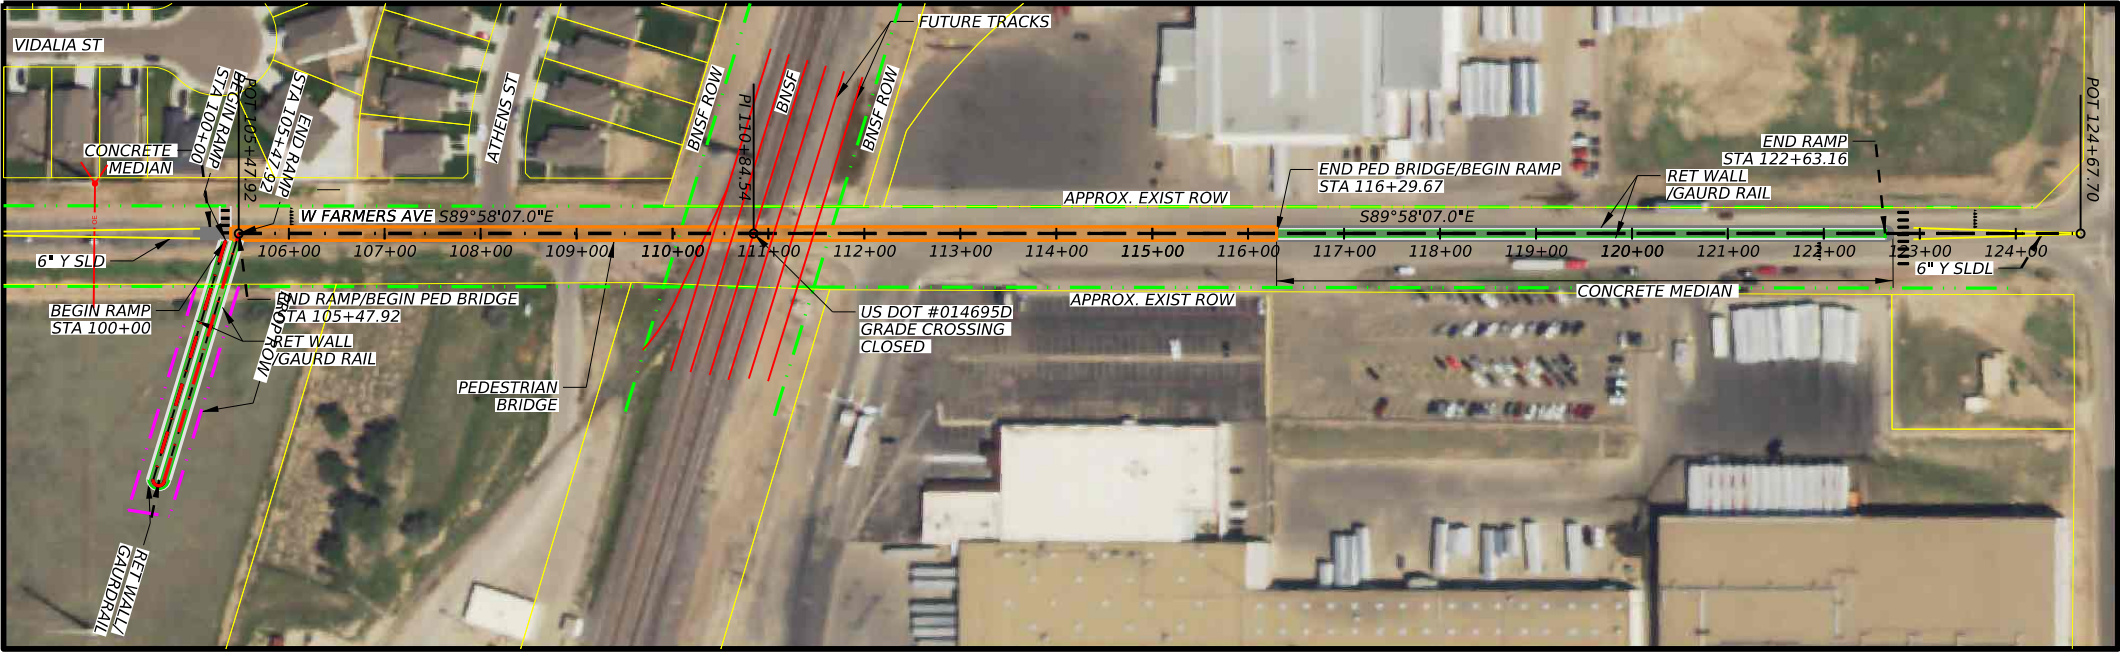 FUTURE TRACKS
VIDALIA ST
BNSF ROW
BNSF
BNSF ROW
ATHENS ST
BEGIN RAMP
STA 100+00
POT 105+47.92
END RAMP
STA 105+47.92
PI 110+84.54
POT 124+67.70
CONCRETE
MEDIAN
END RAMP
STA 122+63.16
END PED BRIDGE/BEGIN RAMP
STA 116+29.67
RET WALL
/GAURD RAIL
APPROX. EXIST ROW
W FARMERS AVE S89°58'07.0"E
S89°58'07.0"E
106+00
107+00
108+00
109+00
110+00
111+00
112+00
113+00
114+00
115+00
116+00
117+00
118+00
119+00
120+00
121+00
122+00
123+00
124+00
6" Y SLD
6" Y SLDL
CONCRETE MEDIAN
APPROX. EXIST ROW
BEGIN RAMP
STA 100+00
END RAMP/BEGIN PED BRIDGE
STA 105+47.92
PROP ROW
RET WALL
/GAURD RAIL
US DOT #014695D
GRADE CROSSING
CLOSED
PEDESTRIAN
BRIDGE
RET WALL/
GAURDRAIL